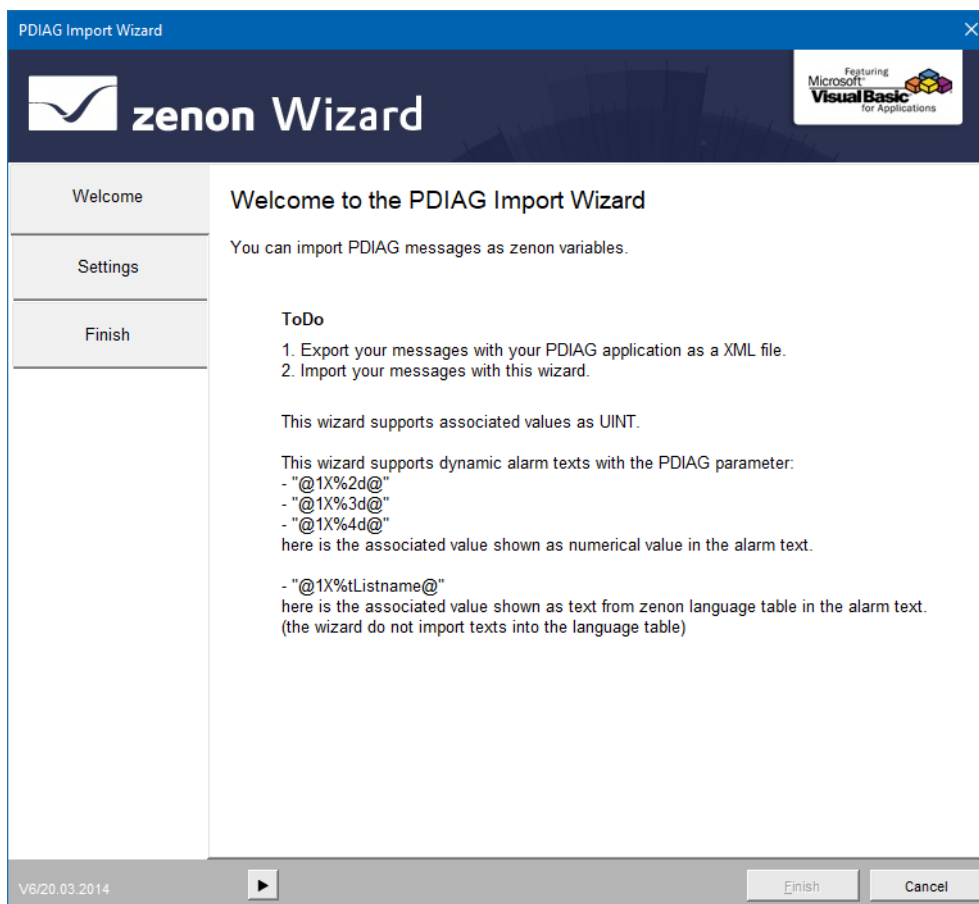 PDIAG Import Wizard
zenon Wizard
Featuring
Microsoft®
Visual Basic
for Applications
Welcome
Settings
Finish
Welcome to the PDIAG Import Wizard
You can import PDIAG messages as zenon variables.
ToDo
1. Export your messages with your PDIAG application as a XML file.
2. Import your messages with this wizard.
This wizard supports associated values as UINT.
This wizard supports dynamic alarm texts with the PDIAG parameter:
- "@1X%2d@"
- "@1X%3d@"
- "@1X%4d@"
here is the associated value shown as numerical value in the alarm text.
- "@1X%tListname@"
here is the associated value shown as text from zenon language table in the alarm text.
(the wizard do not import texts into the language table)
V6/20.03.2014
Finish
Cancel